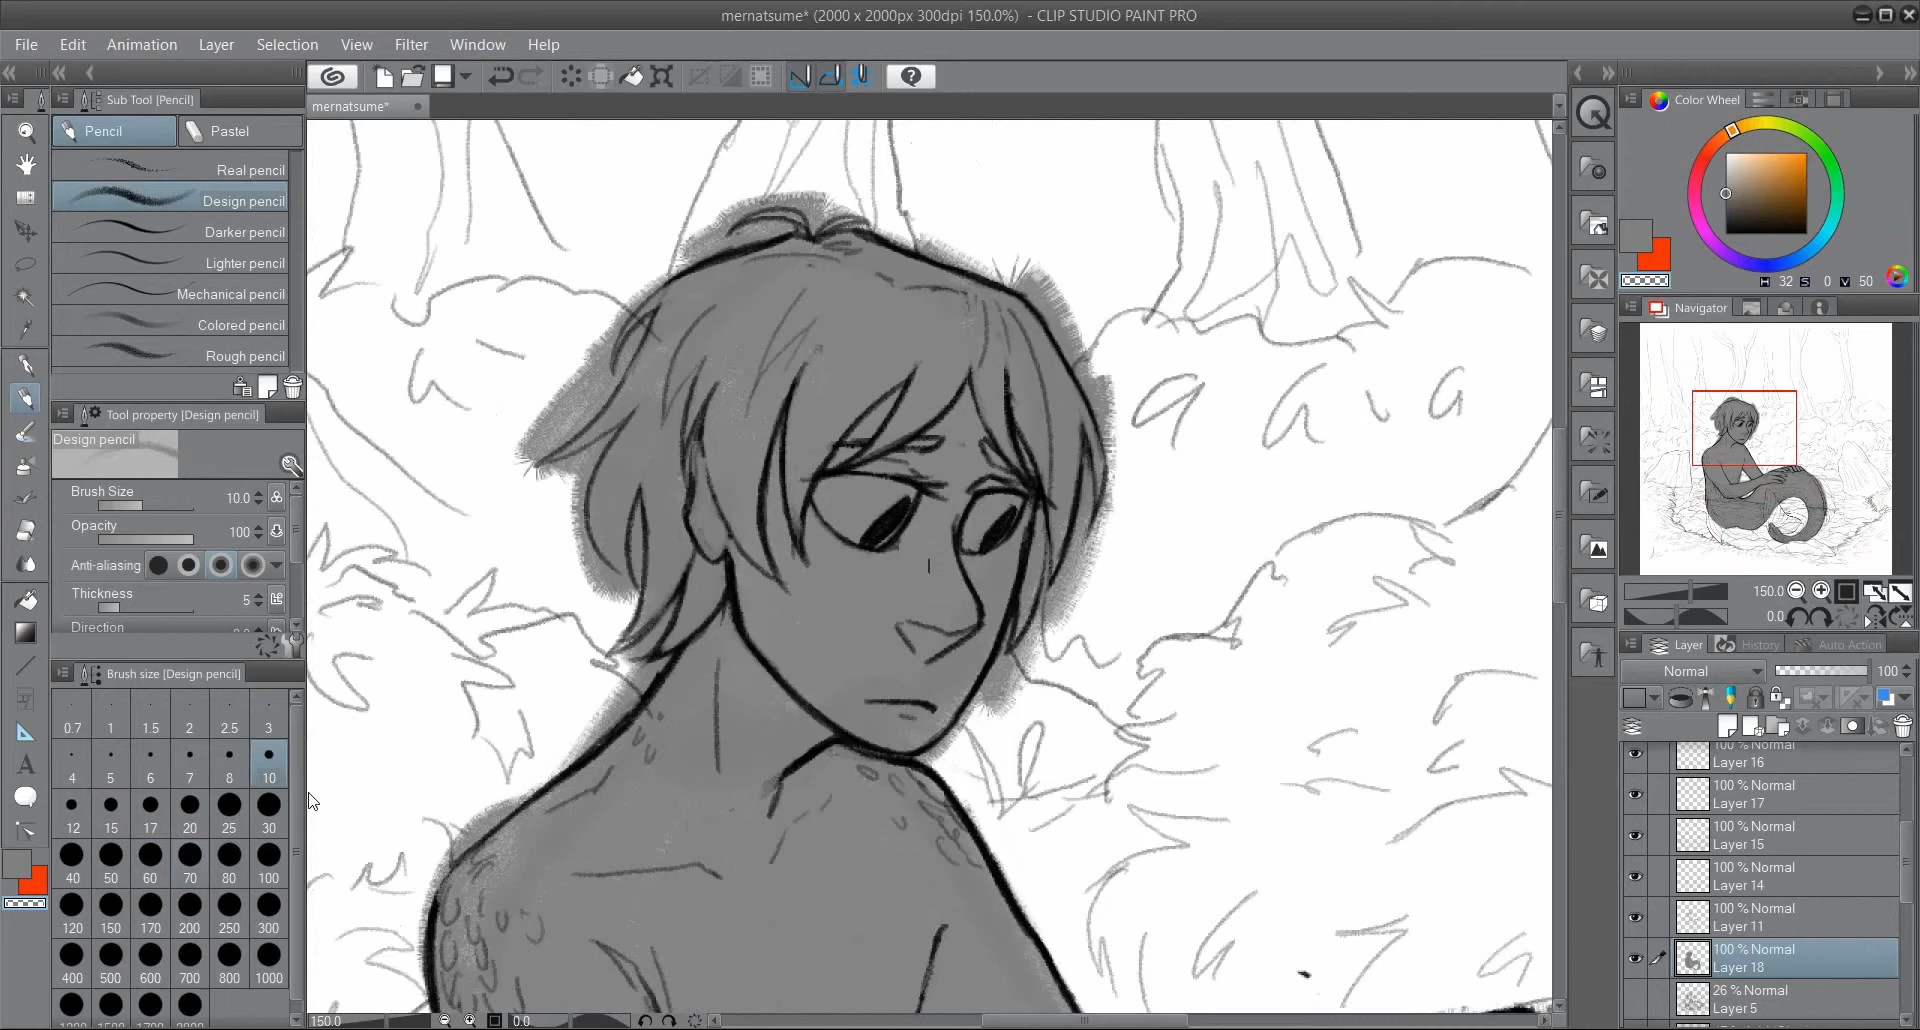 mernatsume* (2000 x 2000px 300dpi 150.0%) - CLIP STUDIO PAINT PRO
File Edit Animation Layer Selection View Filter Window Help
Sub Tool [Pencil]
mernatsume*
Pencil Pastel
Real pencil
Design pencil
Darker pencil
Lighter pencil
Mechanical pencil
Colored pencil
Rough pencil
Tool property [Design pencil]
Design pencil
Brush Size 10.0
Opacity 100
Anti-aliasing
Thickness 5
Direction
Brush size [Design pencil]
0.7 1 1.5 2 2.5 3
4 5 6 7 8 10
12 15 17 20 25 30
40 50 60 70 80 100
120 150 170 200 250 300
400 500 600 700 800 1000
150.0 0.0
Color Wheel
H 32 S 0 V 50
Navigator
150.0
0.0
Layer History Auto Action
Normal 100
100 % Normal
Layer 16
100 % Normal
Layer 17
100 % Normal
Layer 15
100 % Normal
Layer 14
100 % Normal
Layer 11
100 % Normal
Layer 18
26 % Normal
Layer 5